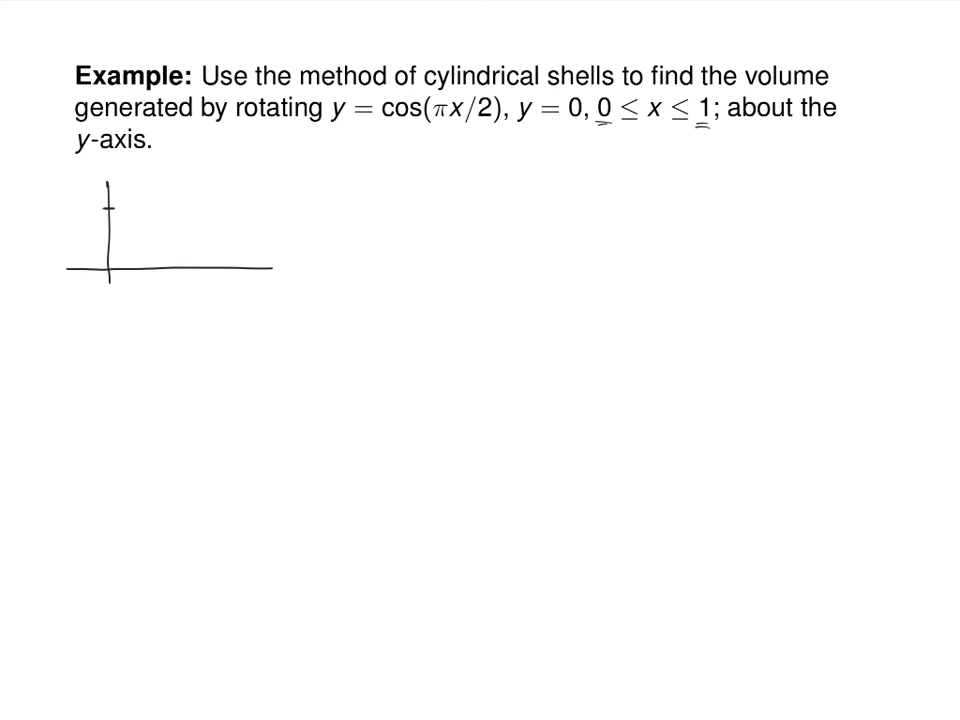 Example: Use the method of cylindrical shells to find the volume
generated by rotating y = cos(πx/2), y = 0, 0 ≤ x ≤ 1; about the
y-axis.